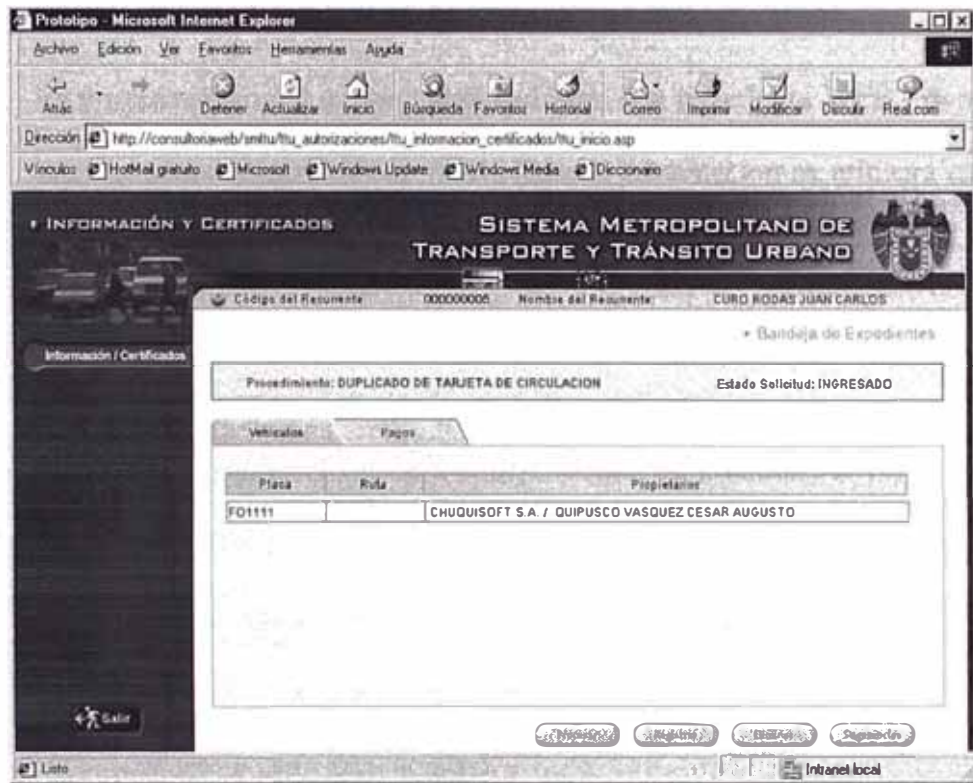 Prototipo - Microsoft Internet Explorer
Archivo Edición Ver Favoritos Herramientas Ayuda
Atrás Detener Actualizar Inicio Búsqueda Favoritos Historial Correo Imprimir Modificar Discutir Real.com
Dirección http://consultoriaweb/smttu/ttu_autorizaciones/ttu_informacion_certificados/ttu_inicio.asp
Vínculos HotMail gratuito Microsoft Windows Update Windows Media Diccionario
INFORMACIÓN Y CERTIFICADOS
SISTEMA METROPOLITANO DE TRANSPORTE Y TRÁNSITO URBANO
Código del Recurrente 000000006 Nombre del Recurrente: CURO RODAS JUAN CARLOS
Bandeja de Expedientes
Información / Certificados
Procedimiento: DUPLICADO DE TARJETA DE CIRCULACION Estado Solicitud: INGRESADO
Vehiculos Pagos
Placa Ruta Propietarios
FO1111 CHUQUISOFT S.A. / QUIPUSCO VASQUEZ CESAR AUGUSTO
Salir
Listo
Intranet local